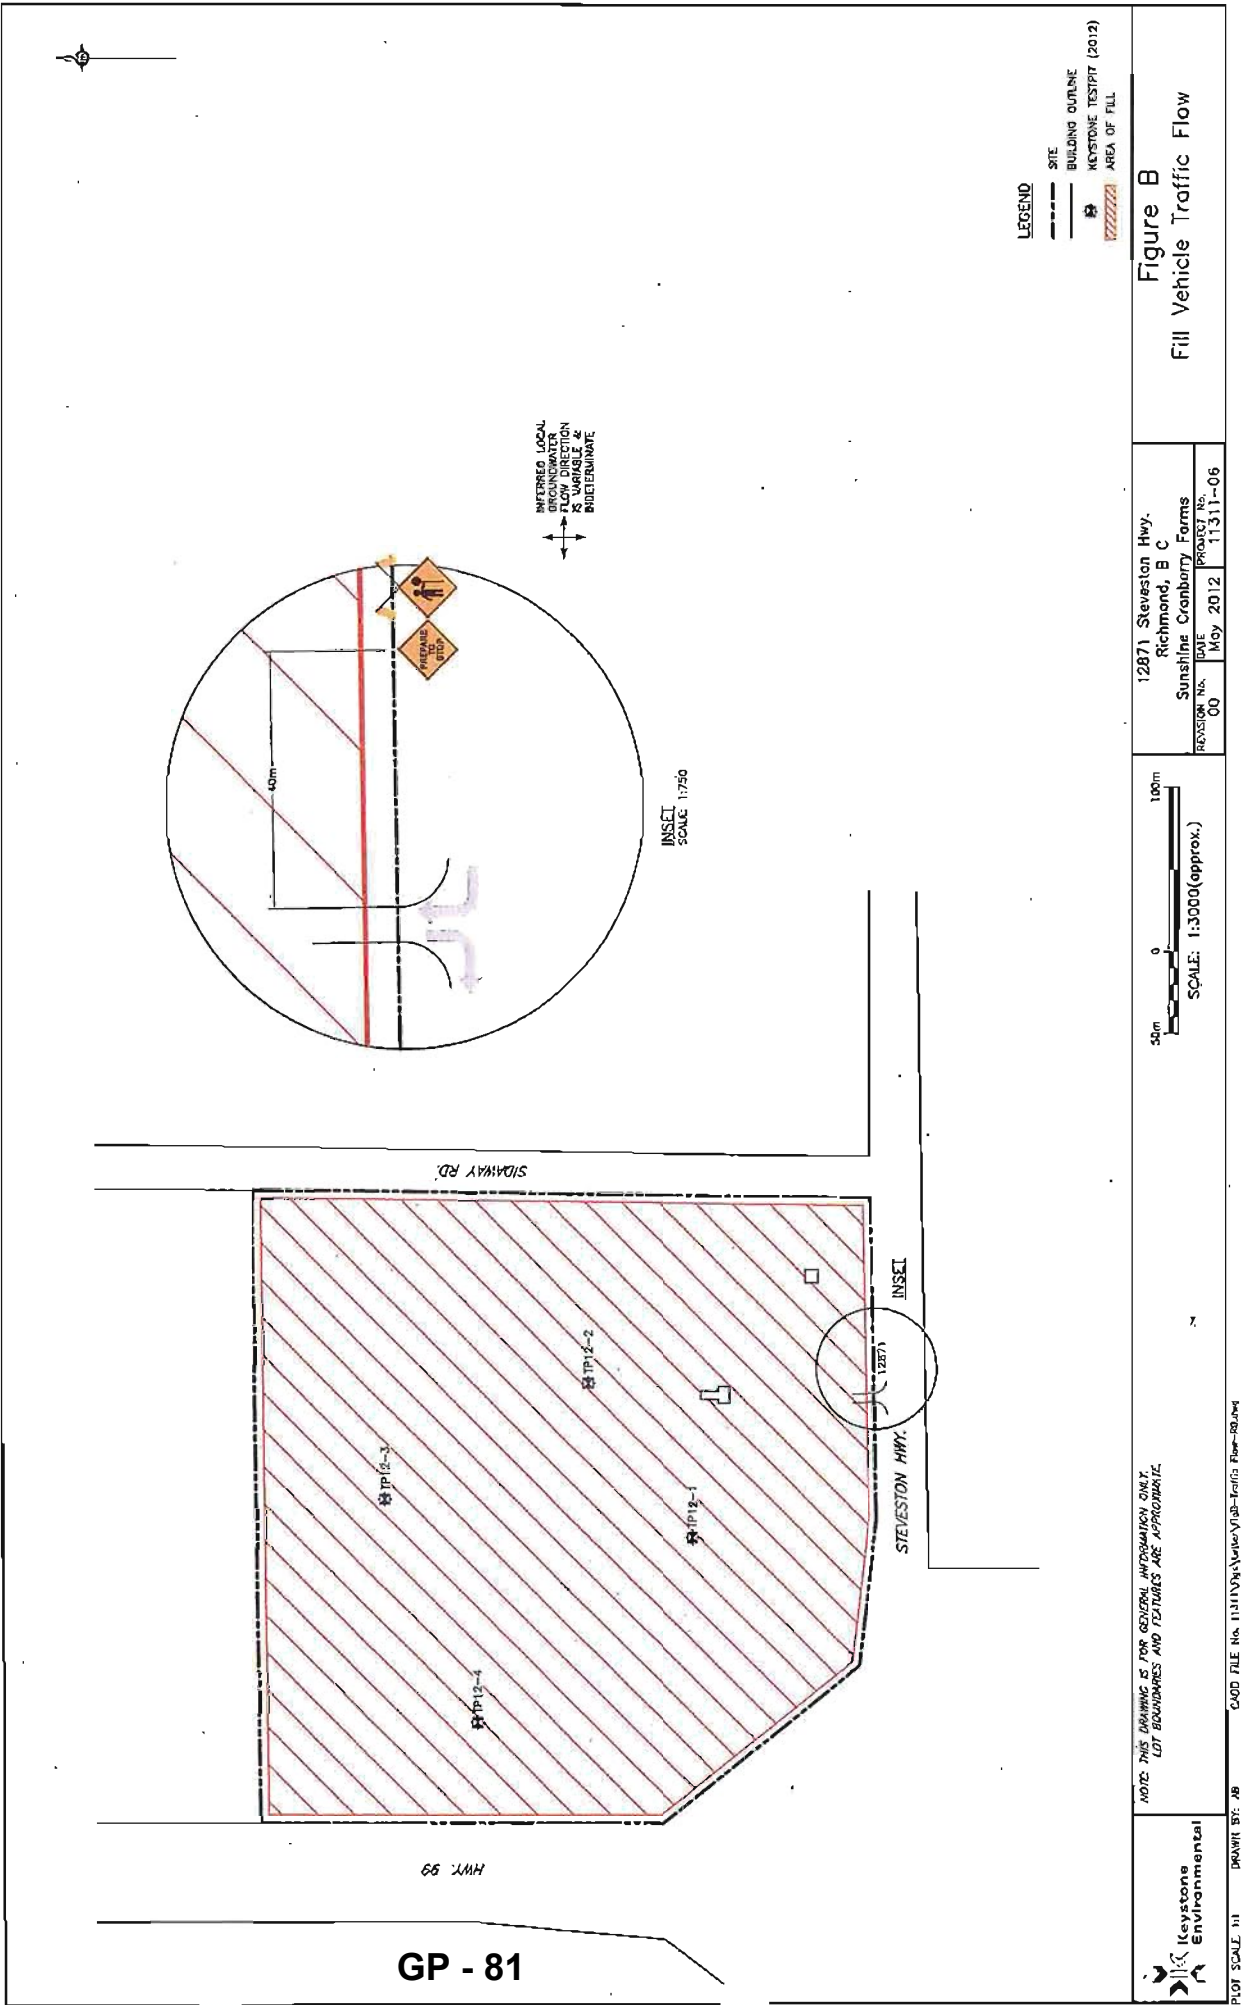 LEGEND
SITE
BUILDING OUTLINE
KEYSTONE TESTPIT (2012)
AREA OF FILL
INFERRED LOCAL
GROUNDWATER
FLOW DIRECTION
IS VARIABLE &
INDETERMINATE
PREPARE
TO
STOP
40m
INSET
SCALE 1:750
SIDAWAY RD.
HWY. 99
STEVESTON HWY.
INSET
12871
TP12-1
TP12-2
TP12-3
TP12-4
NOTE: THIS DRAWING IS FOR GENERAL INFORMATION ONLY.
LOT BOUNDARIES AND FEATURES ARE APPROXIMATE.
Keystone
Environmental
50m 0 100m
SCALE: 1:3000(approx.)
12871 Steveston Hwy.
Richmond, B C
Sunshine Cranberry Farms
REVISION No. DATE PROJECT No.
00 May 2012 11311-06
Figure B
Fill Vehicle Traffic Flow
PLOT SCALE 1:1 DRAWN BY: AB CADD FILE No.
GP - 81